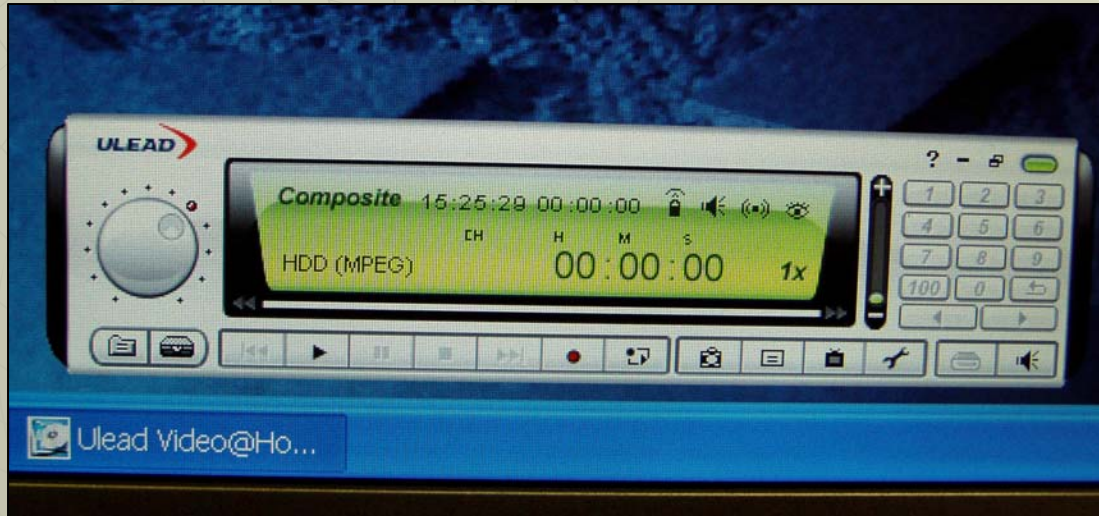 ULEAD
? -
Composite 15:25:29 00:00:00
CH H M S
HDD (MPEG) 00:00:00 1x
+
-
1 2 3
4 5 6
7 8 9
100 0
Ulead Video@Ho...